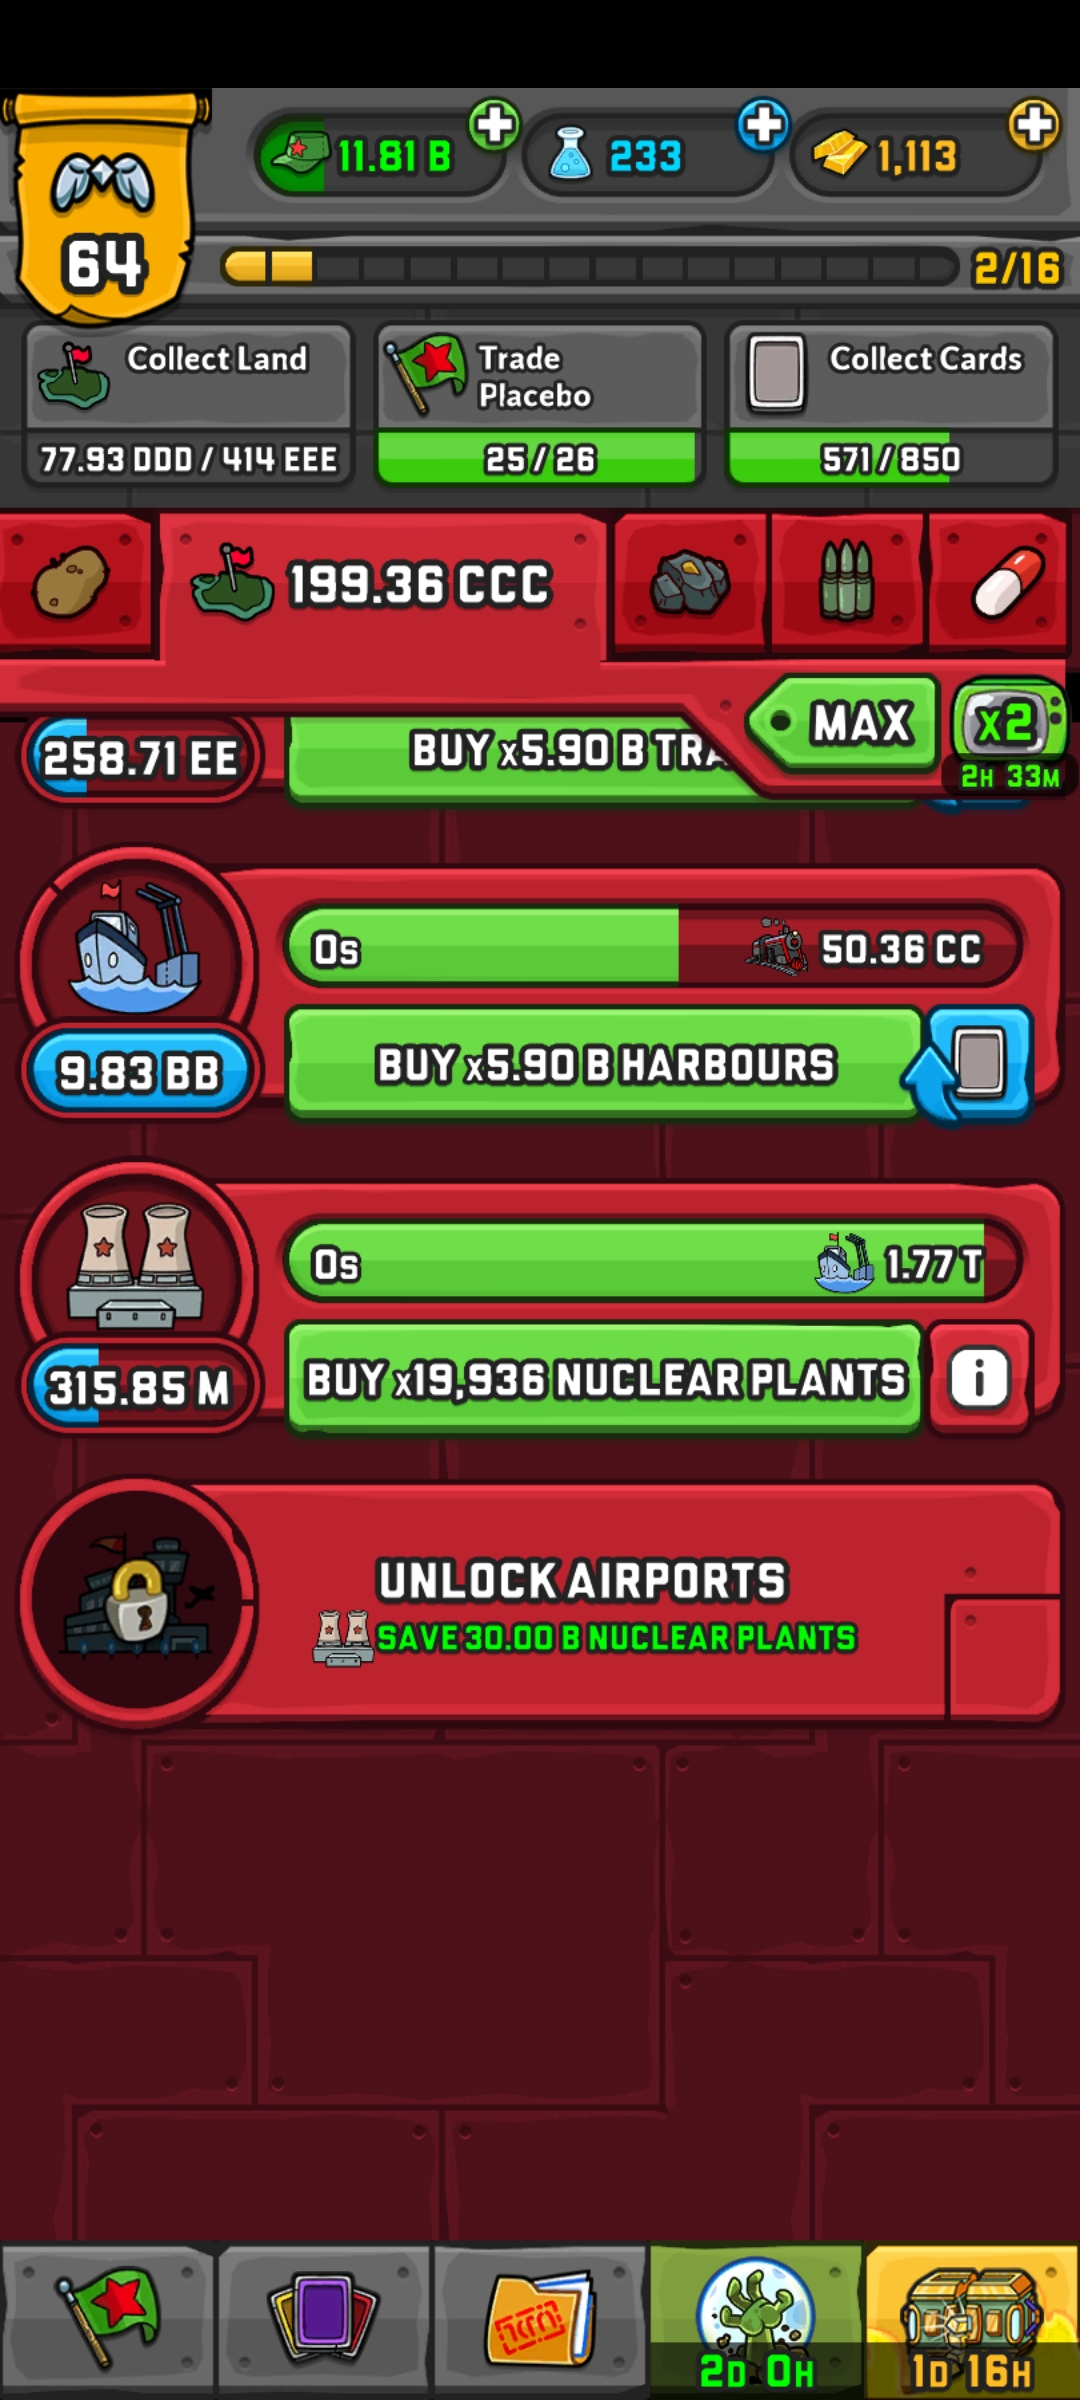 11.81 B
233
1,113
64
2/16
Collect Land
77.93 DDD / 414 EEE
Trade
Placebo
25 / 26
Collect Cards
571 / 850
199.36 CCC
MAX
x2
2H 33M
258.71 EE
BUY x5.90 B
0s
50.36 CC
9.83 BB
BUY x5.90 B HARBOURS
0s
1.77 T
315.85 M
BUY x19,936 NUCLEAR PLANTS
i
UNLOCK AIRPORTS
SAVE 30.00 B NUCLEAR PLANTS
2D 0H
1D 16H